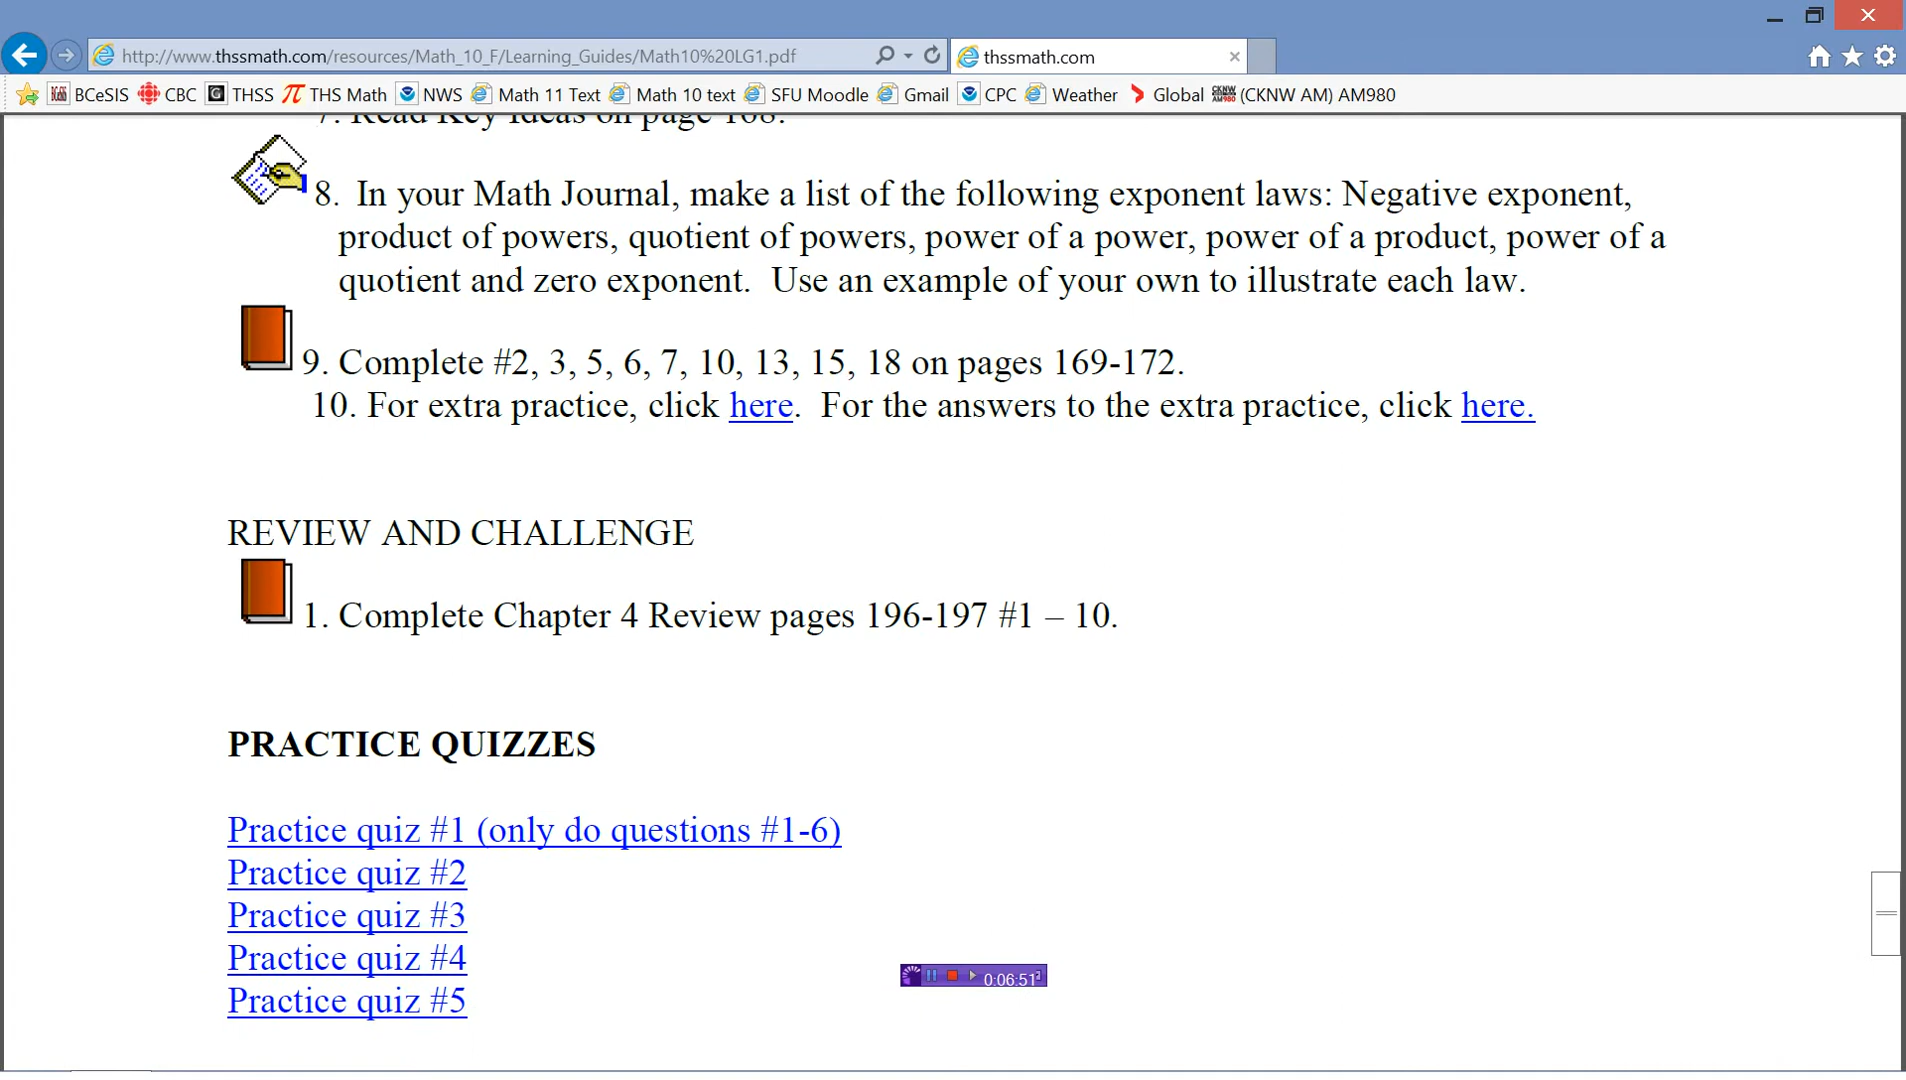 http://www.thssmath.com/resources/Math_10_F/Learning_Guides/Math10%20LG1.pdf
thssmath.com
BCeSIS CBC THSS THS Math NWS Math 11 Text Math 10 text SFU Moodle Gmail CPC Weather Global (CKNW AM) AM980
7. Read Key Ideas on page 168.
8. In your Math Journal, make a list of the following exponent laws: Negative exponent,
product of powers, quotient of powers, power of a power, power of a product, power of a
quotient and zero exponent. Use an example of your own to illustrate each law.
9. Complete #2, 3, 5, 6, 7, 10, 13, 15, 18 on pages 169-172.
10. For extra practice, click here. For the answers to the extra practice, click here.
REVIEW AND CHALLENGE
1. Complete Chapter 4 Review pages 196-197 #1 – 10.
PRACTICE QUIZZES
Practice quiz #1 (only do questions #1-6)
Practice quiz #2
Practice quiz #3
Practice quiz #4
Practice quiz #5
0:06:51